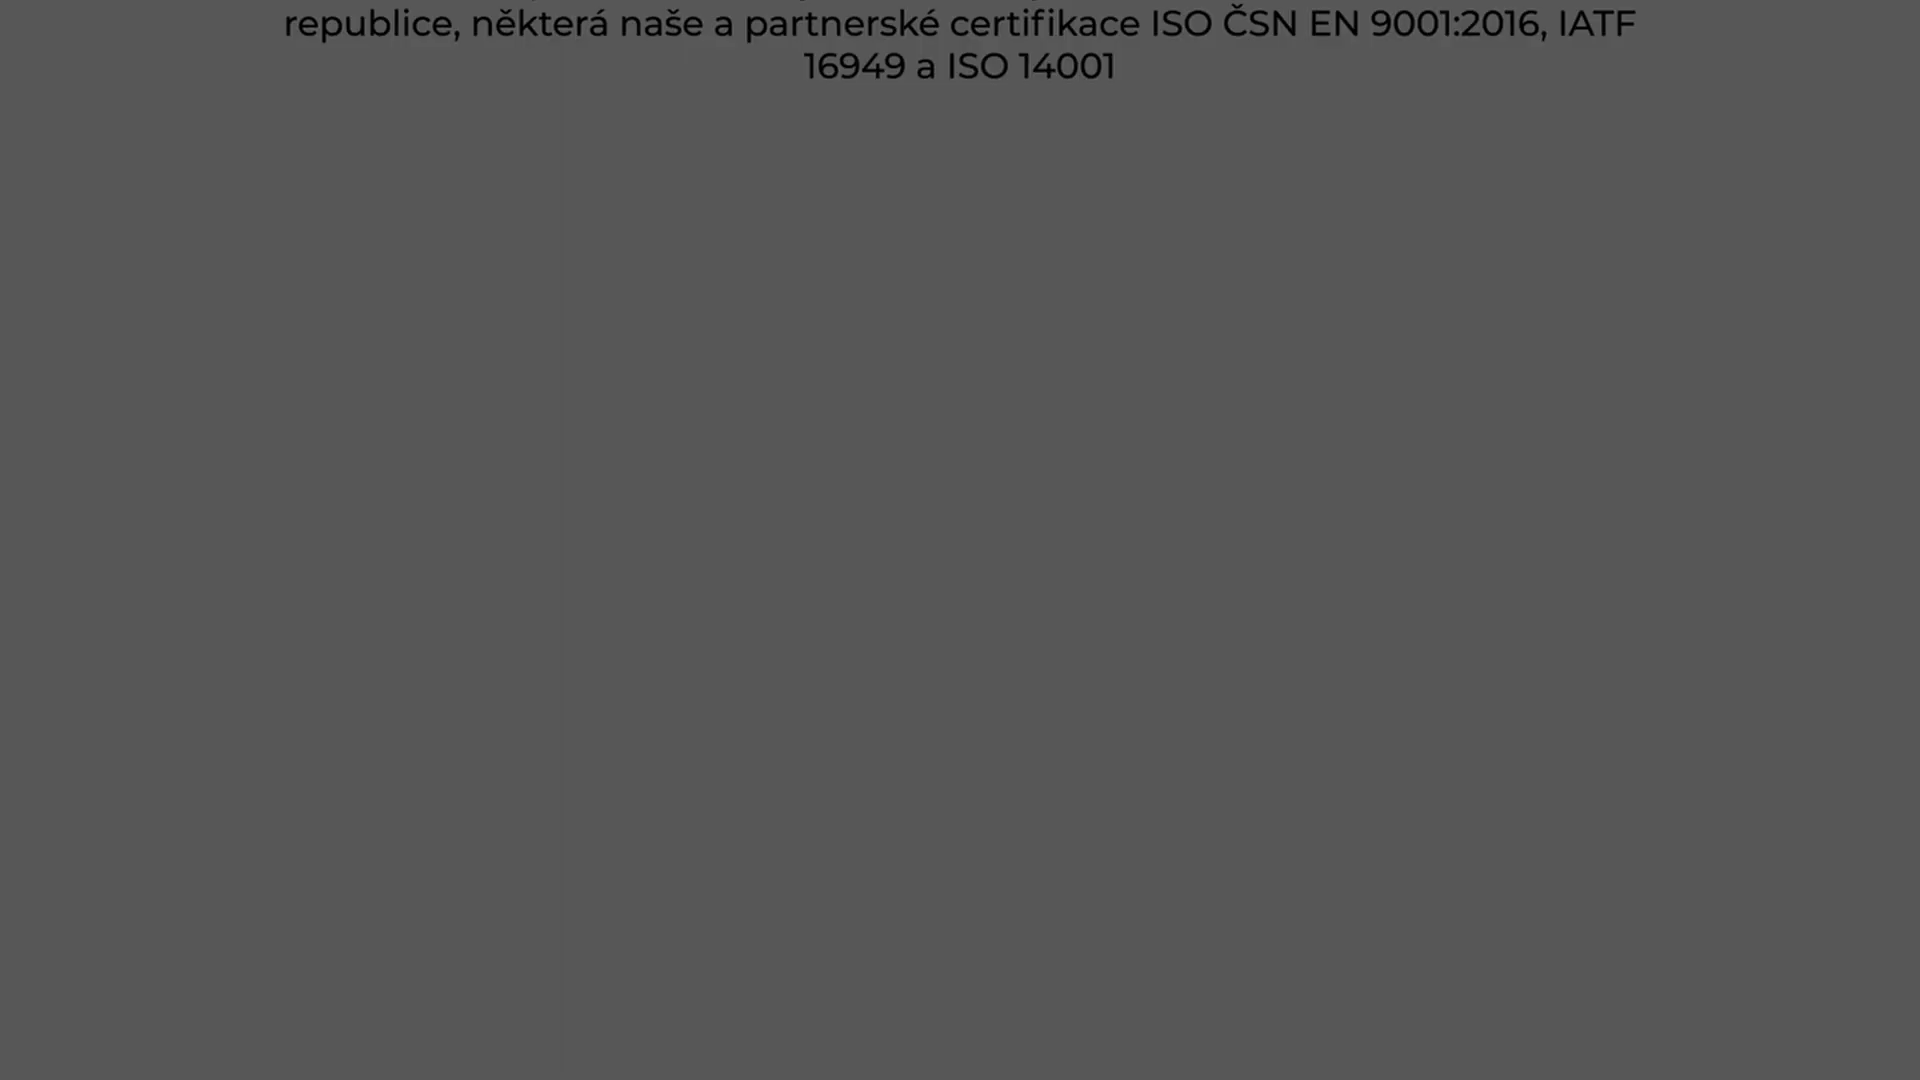 republice, některá naše a partnerské certifikace ISO ČSN EN 9001:2016, IATF
16949 a ISO 14001